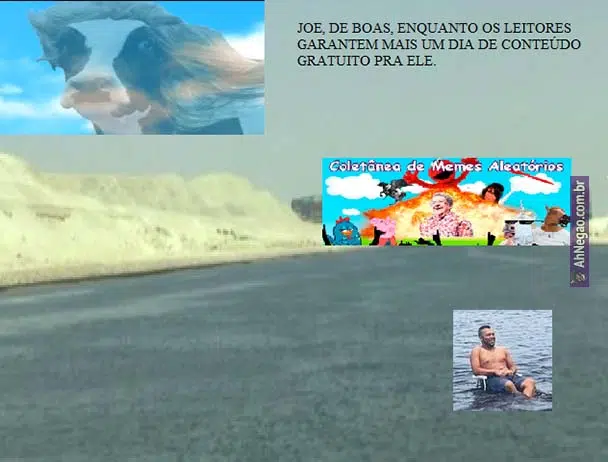 JOE, DE BOAS, ENQUANTO OS LEITORES
GARANTEM MAIS UM DIA DE CONTEÚDO
GRATUITO PRA ELE.
Coletânea de Memes Aleatórios
AhNegao.com.br